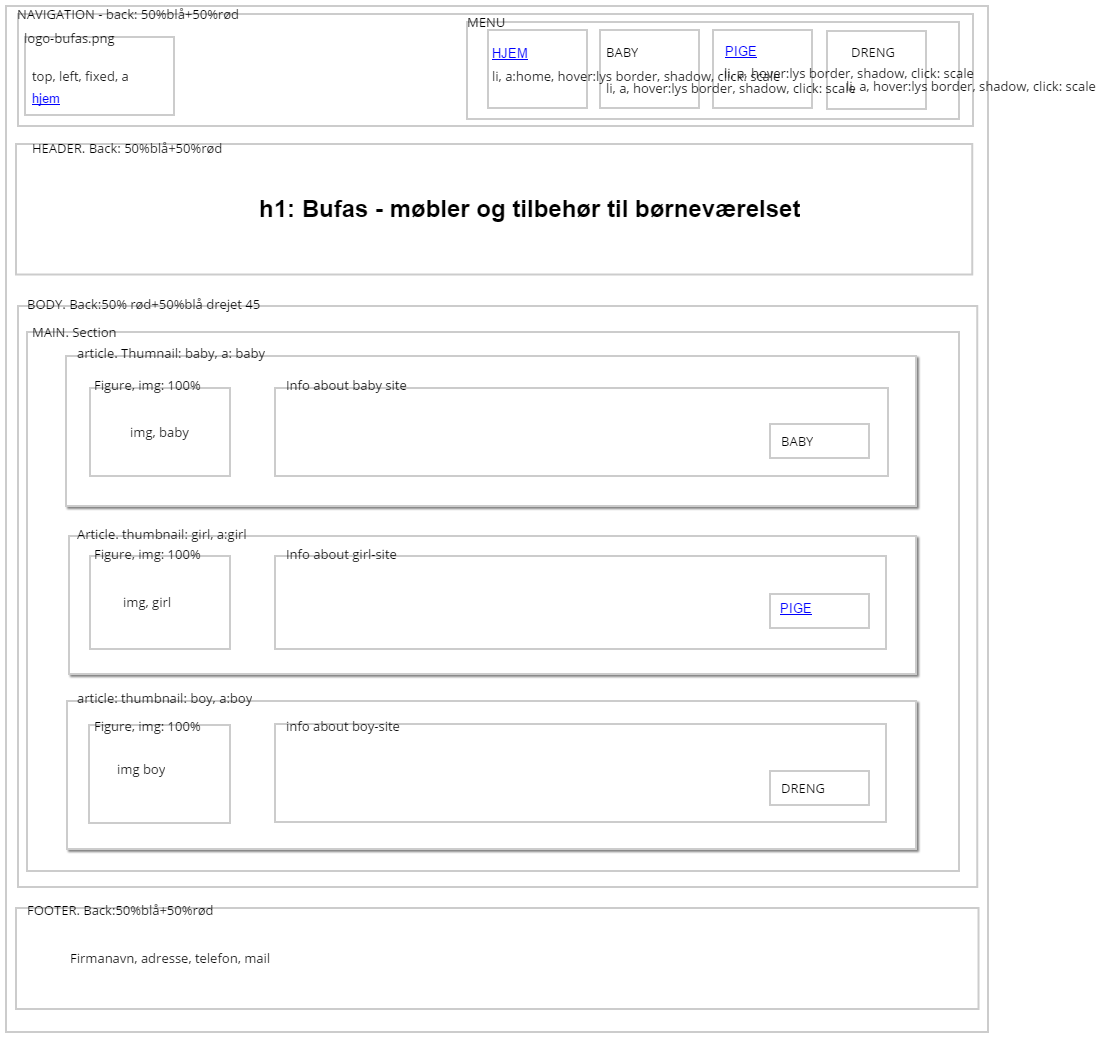 NAVIGATION - back: 50%blå+50%rød
logo-bufas.png
top, left, fixed, a
hjem
MENU
HJEM
li, a:home, hover:lys border, shadow, click: scale
BABY
li, a, hover:lys border, shadow, click: scale
PIGE
li, a, hover:lys border, shadow, click: scale
DRENG
li, a, hover:lys border, shadow, click: scale
HEADER. Back: 50%blå+50%rød
h1: Bufas - møbler og tilbehør til børneværelset
BODY. Back:50% rød+50%blå drejet 45
MAIN. Section
article. Thumnail: baby, a: baby
Figure, img: 100%
img, baby
Info about baby site
BABY
Article. thumbnail: girl, a:girl
Figure, img: 100%
img, girl
Info about girl-site
PIGE
article: thumbnail: boy, a:boy
Figure, img: 100%
img boy
info about boy-site
DRENG
FOOTER. Back:50%blå+50%rød
Firmanavn, adresse, telefon, mail